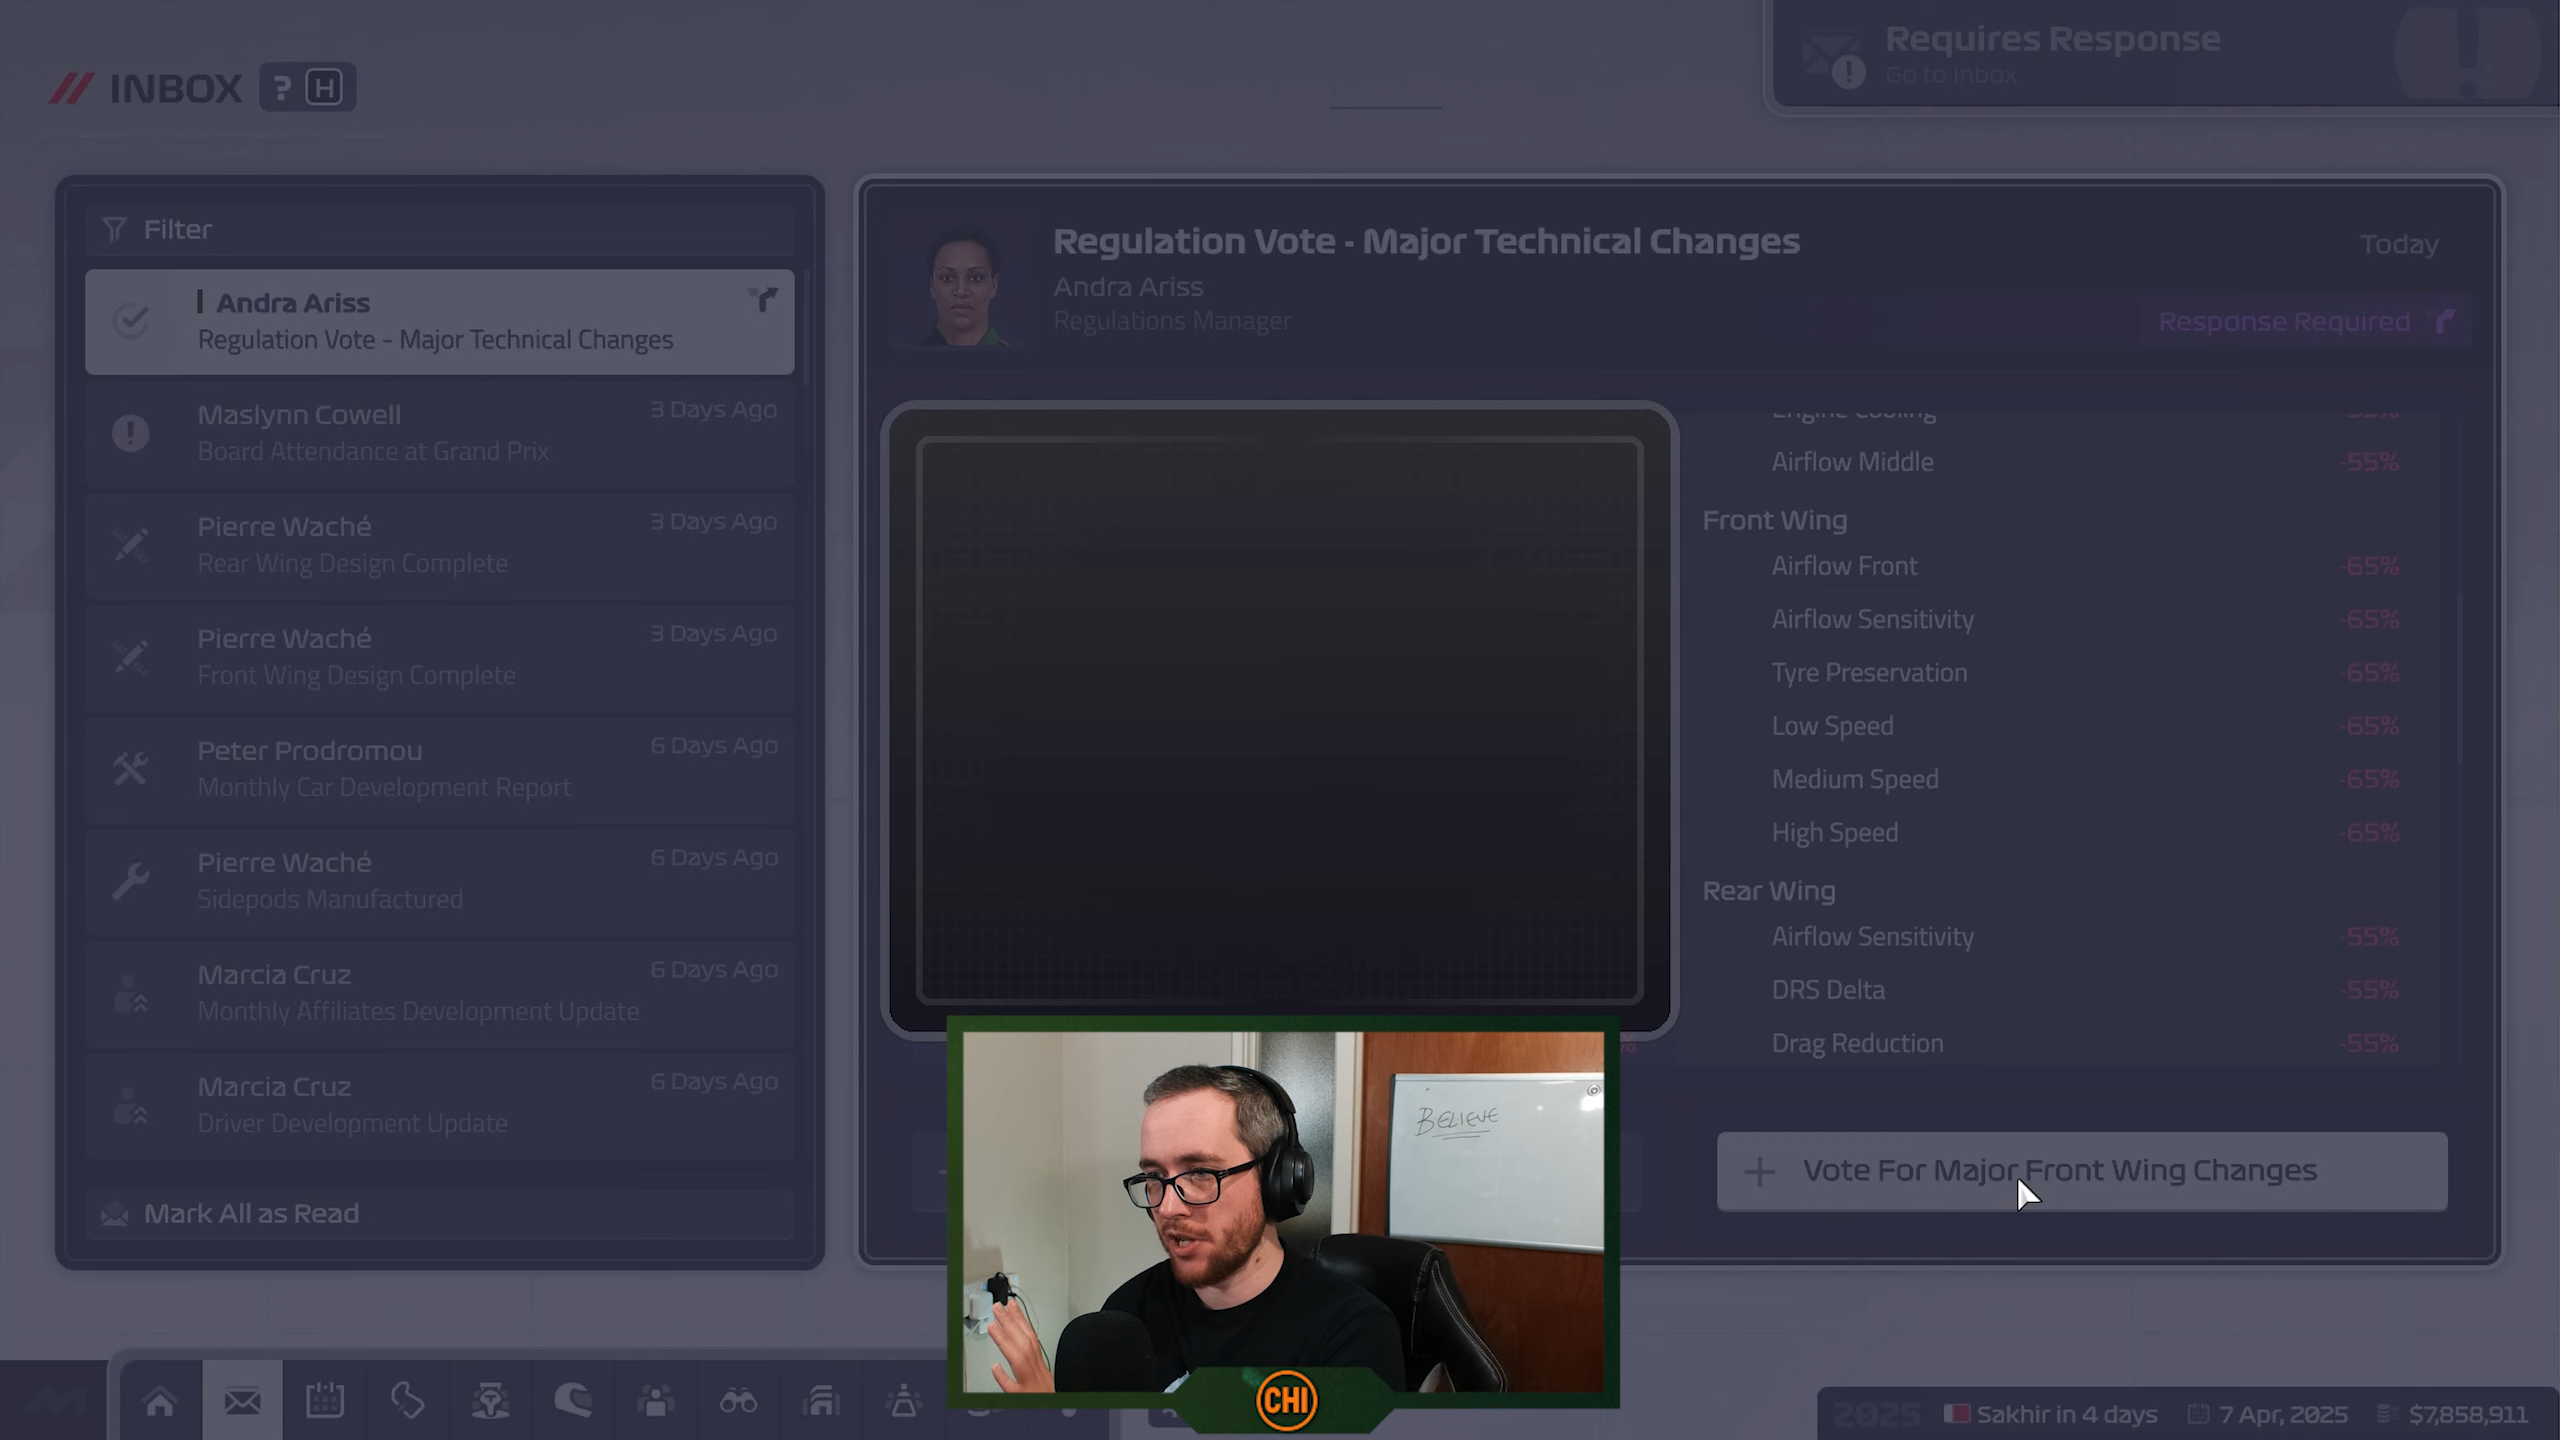 INBOX ? H
Requires Response
Go to Inbox
Filter
Andra Ariss
Regulation Vote - Major Technical Changes
Maslynn Cowell
3 Days Ago
Board Attendance at Grand Prix
Pierre Waché
3 Days Ago
Rear Wing Design Complete
Pierre Waché
3 Days Ago
Front Wing Design Complete
Peter Prodromou
6 Days Ago
Monthly Car Development Report
Pierre Waché
6 Days Ago
Sidepods Manufactured
Marcia Cruz
6 Days Ago
Monthly Affiliates Development Update
Marcia Cruz
6 Days Ago
Driver Development Update
Mark All as Read
Regulation Vote - Major Technical Changes
Today
Andra Ariss
Regulations Manager
Response Required
Engine Cooling
Airflow Middle -55%
Front Wing
Airflow Front -65%
Airflow Sensitivity -65%
Tyre Preservation -65%
Low Speed -65%
Medium Speed -65%
High Speed -65%
Rear Wing
Airflow Sensitivity -55%
DRS Delta -55%
Drag Reduction -55%
%
Vote For Major Front Wing Changes
BELIEVE
CHI
2025 Sakhir in 4 days 7 Apr, 2025 $7,858,911